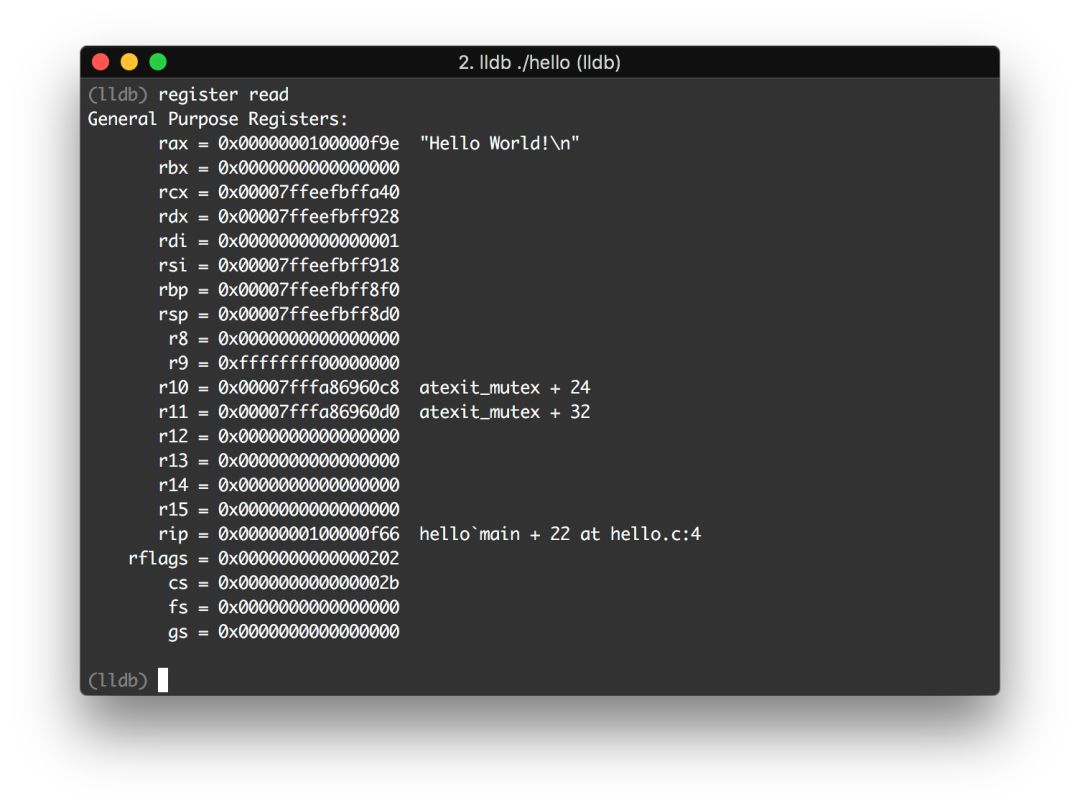 2. lldb ./hello (lldb)
(lldb) register read
General Purpose Registers:
       rax = 0x0000000100000f9e  "Hello World!\n"
       rbx = 0x0000000000000000
       rcx = 0x00007ffeefbffa40
       rdx = 0x00007ffeefbff928
       rdi = 0x0000000000000001
       rsi = 0x00007ffeefbff918
       rbp = 0x00007ffeefbff8f0
       rsp = 0x00007ffeefbff8d0
        r8 = 0x0000000000000000
        r9 = 0xffffffff00000000
       r10 = 0x00007fffa86960c8  atexit_mutex + 24
       r11 = 0x00007fffa86960d0  atexit_mutex + 32
       r12 = 0x0000000000000000
       r13 = 0x0000000000000000
       r14 = 0x0000000000000000
       r15 = 0x0000000000000000
       rip = 0x0000000100000f66  hello`main + 22 at hello.c:4
    rflags = 0x0000000000000202
        cs = 0x000000000000002b
        fs = 0x0000000000000000
        gs = 0x0000000000000000
(lldb)